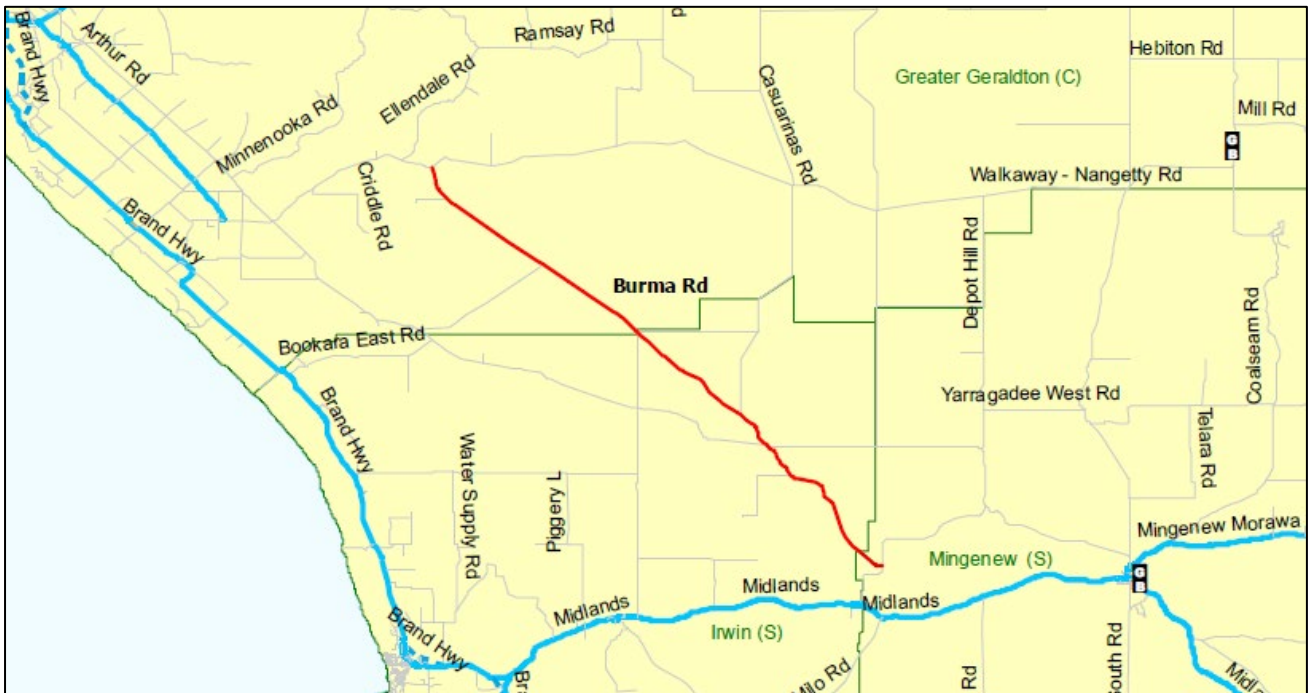 Brand Hwy
Arthur Rd
Ramsay Rd
d
Hebiton Rd
Ellendale Rd
Casuarinas Rd
Greater Geraldton (C)
Mill Rd
Minnenooka Rd
Criddle Rd
Walkaway - Nangetty Rd
Brand Hwy
Depot Hill Rd
Burma Rd
Coalseam Rd
Bookara East Rd
Brand Hwy
Yarragadee West Rd
Telara Rd
Water Supply Rd
Piggery L
Mingenew Morawa
Mingenew (S)
Midlands
Midlands
Midlands
Irwin (S)
Brand Hwy
Bra
Milo Rd
Rd
South Rd
Midla